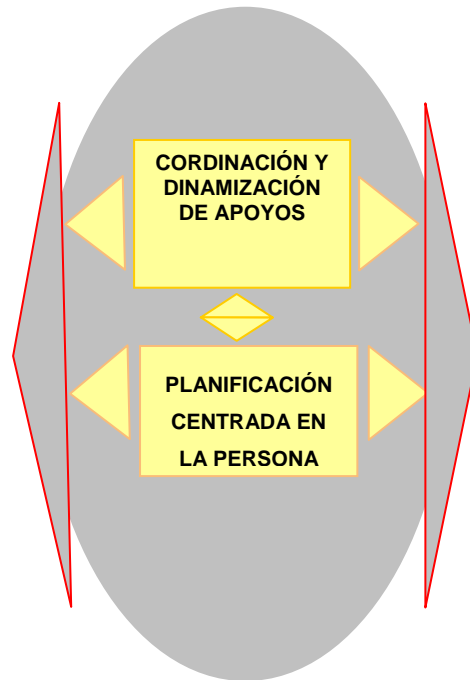 CORDINACIÓN Y
DINAMIZACIÓN
DE APOYOS
PLANIFICACIÓN
CENTRADA EN
LA PERSONA